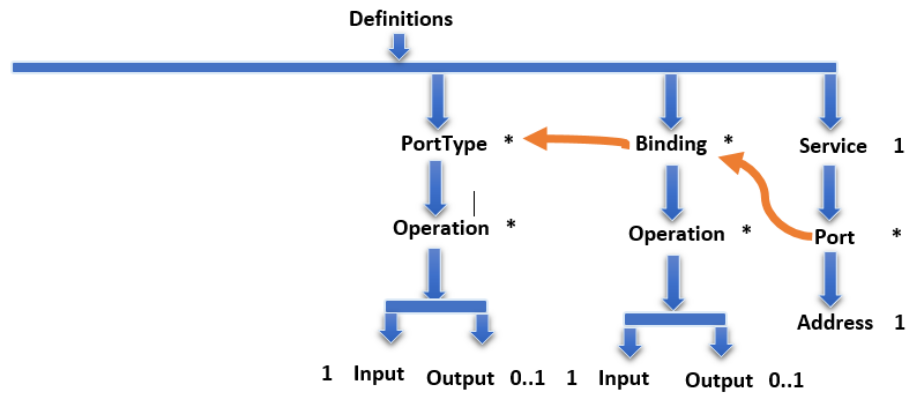 Definitions
PortType * Binding * Service 1
Operation * Operation * Port *
Address 1
1 Input Output 0..1 1 Input Output 0..1